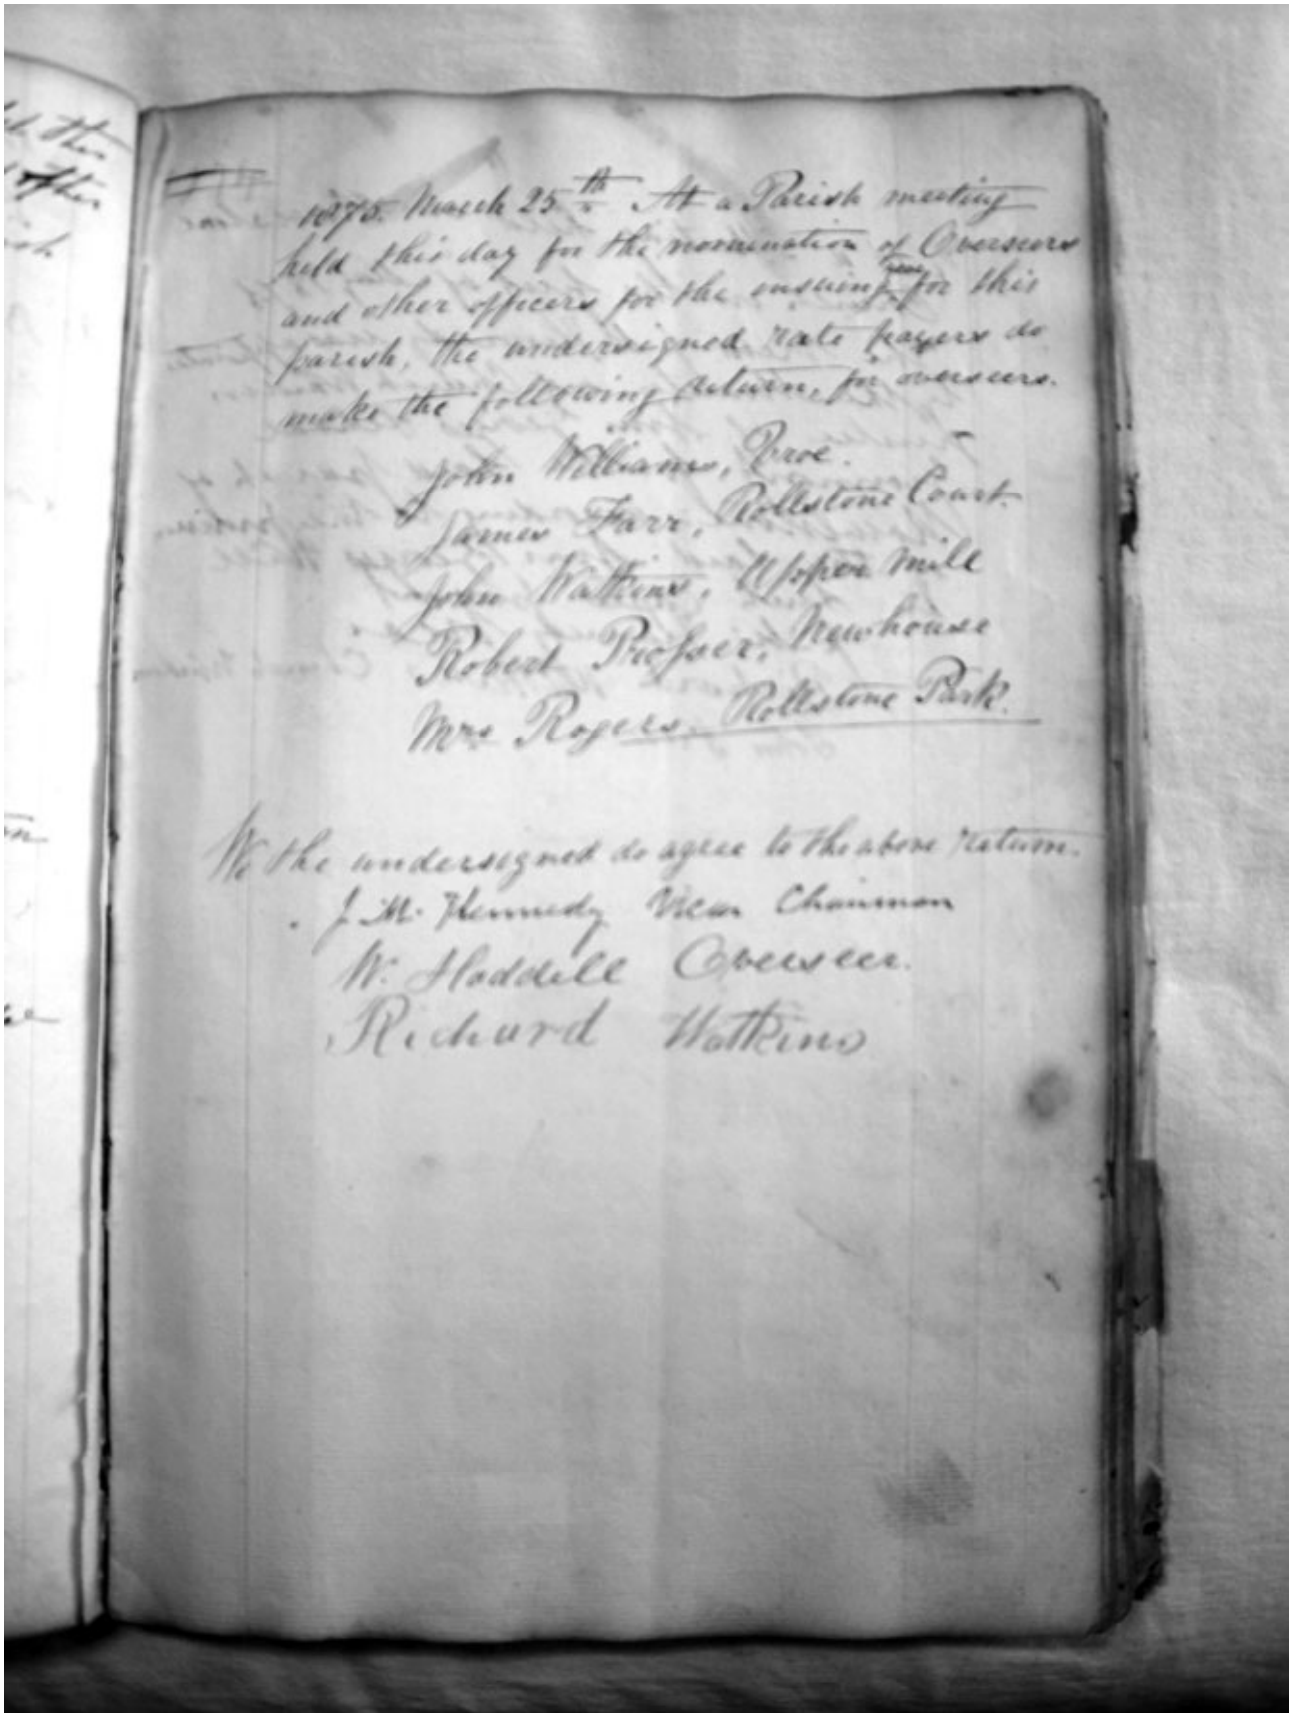 1875. March 25th At a Parish meeting
held this day for the nomination of Overseers
and other officers for the ensuing year for this
parish, the undersigned rate payers do
make the following return, for overseers.
John Williams, Broe.
James Farr, Rollstone Court.
John Watkins, Upper Mill
Robert Prosser, Newhouse
Mrs Rogers, Rollstone Park.
We the undersigned do agree to the above return.
J. M. Kennedy Vicar Chairman
W. Hoddell Overseer.
Richard Watkins